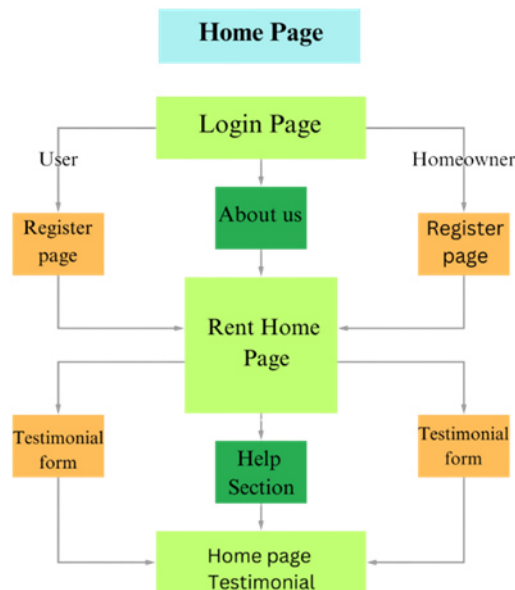 Home Page
Login Page
User
Homeowner
About us
Register
page
Register
page
Rent Home
Page
Testimonial
form
Testimonial
form
Help
Section
Home page
Testimonial